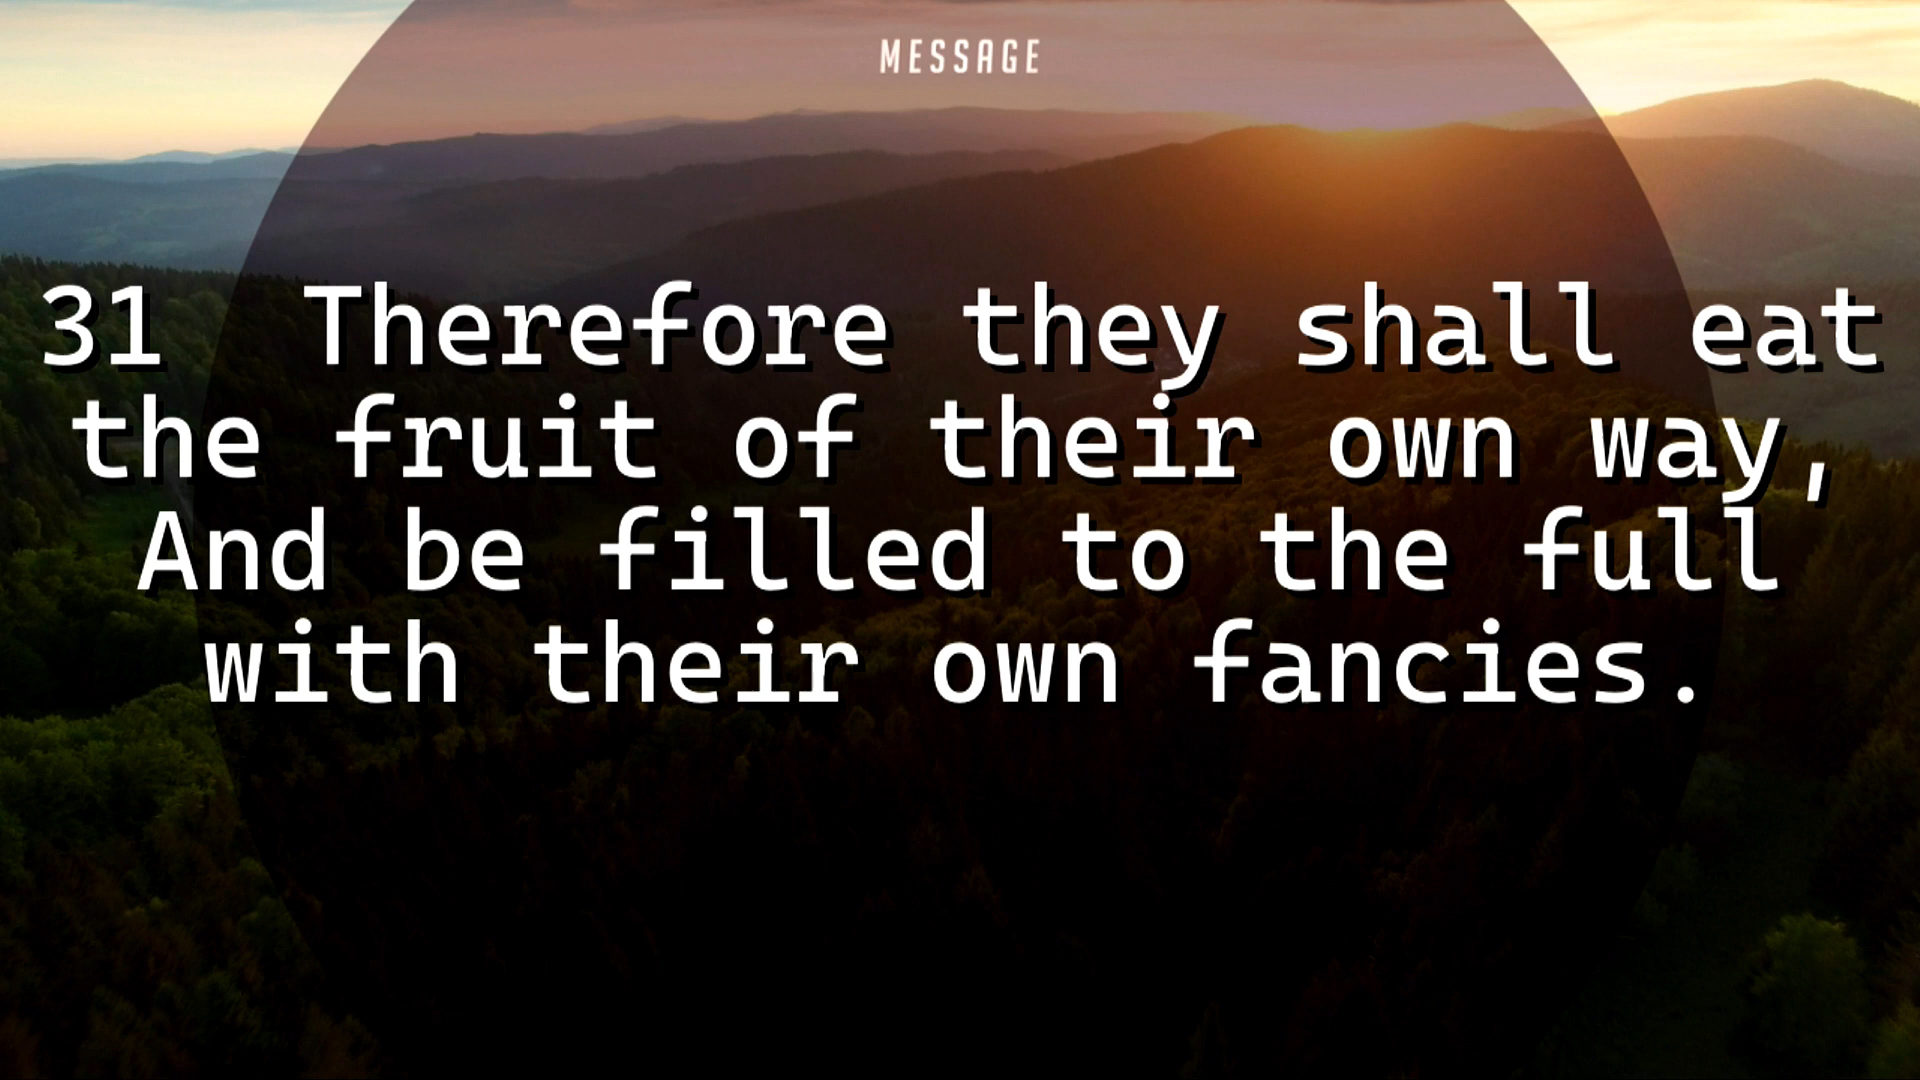 MESSAGE
31  Therefore they shall eat
the fruit of their own way,
And be filled to the full
with their own fancies.